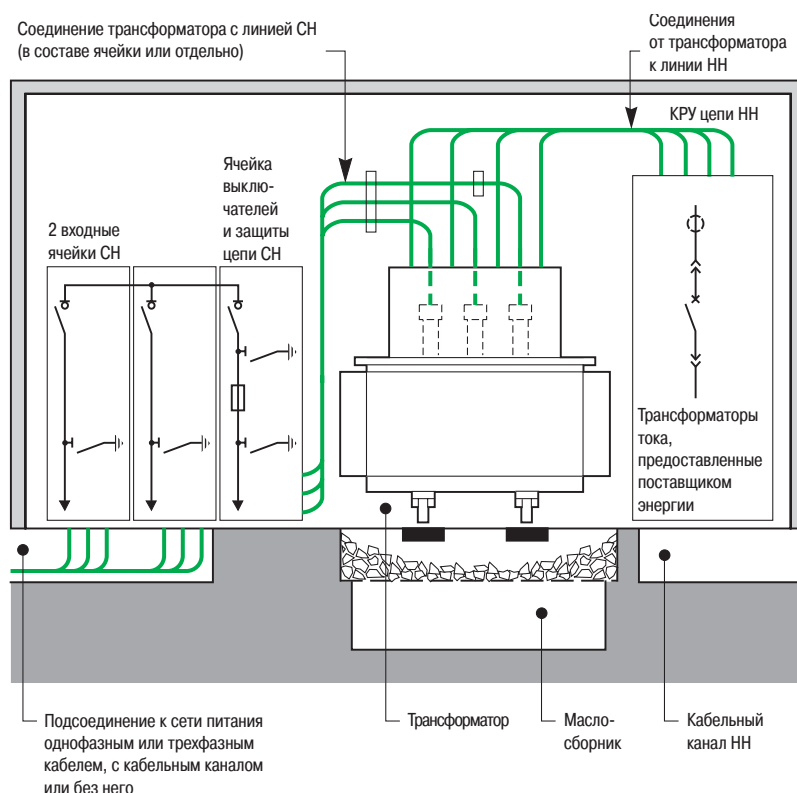 Соединение трансформатора с линией СН
(в составе ячейки или отдельно)
Соединения
от трансформатора
к линии НН
КРУ цепи НН
Ячейка
выклю-
чателей
и защиты
цепи СН
2 входные
ячейки СН
Трансформаторы
тока,
предоставленные
поставщиком
энергии
Подсоединение к сети питания
однофазным или трехфазным
кабелем, с кабельным каналом
или без него
Трансформатор
Масло-
сборник
Кабельный
канал НН